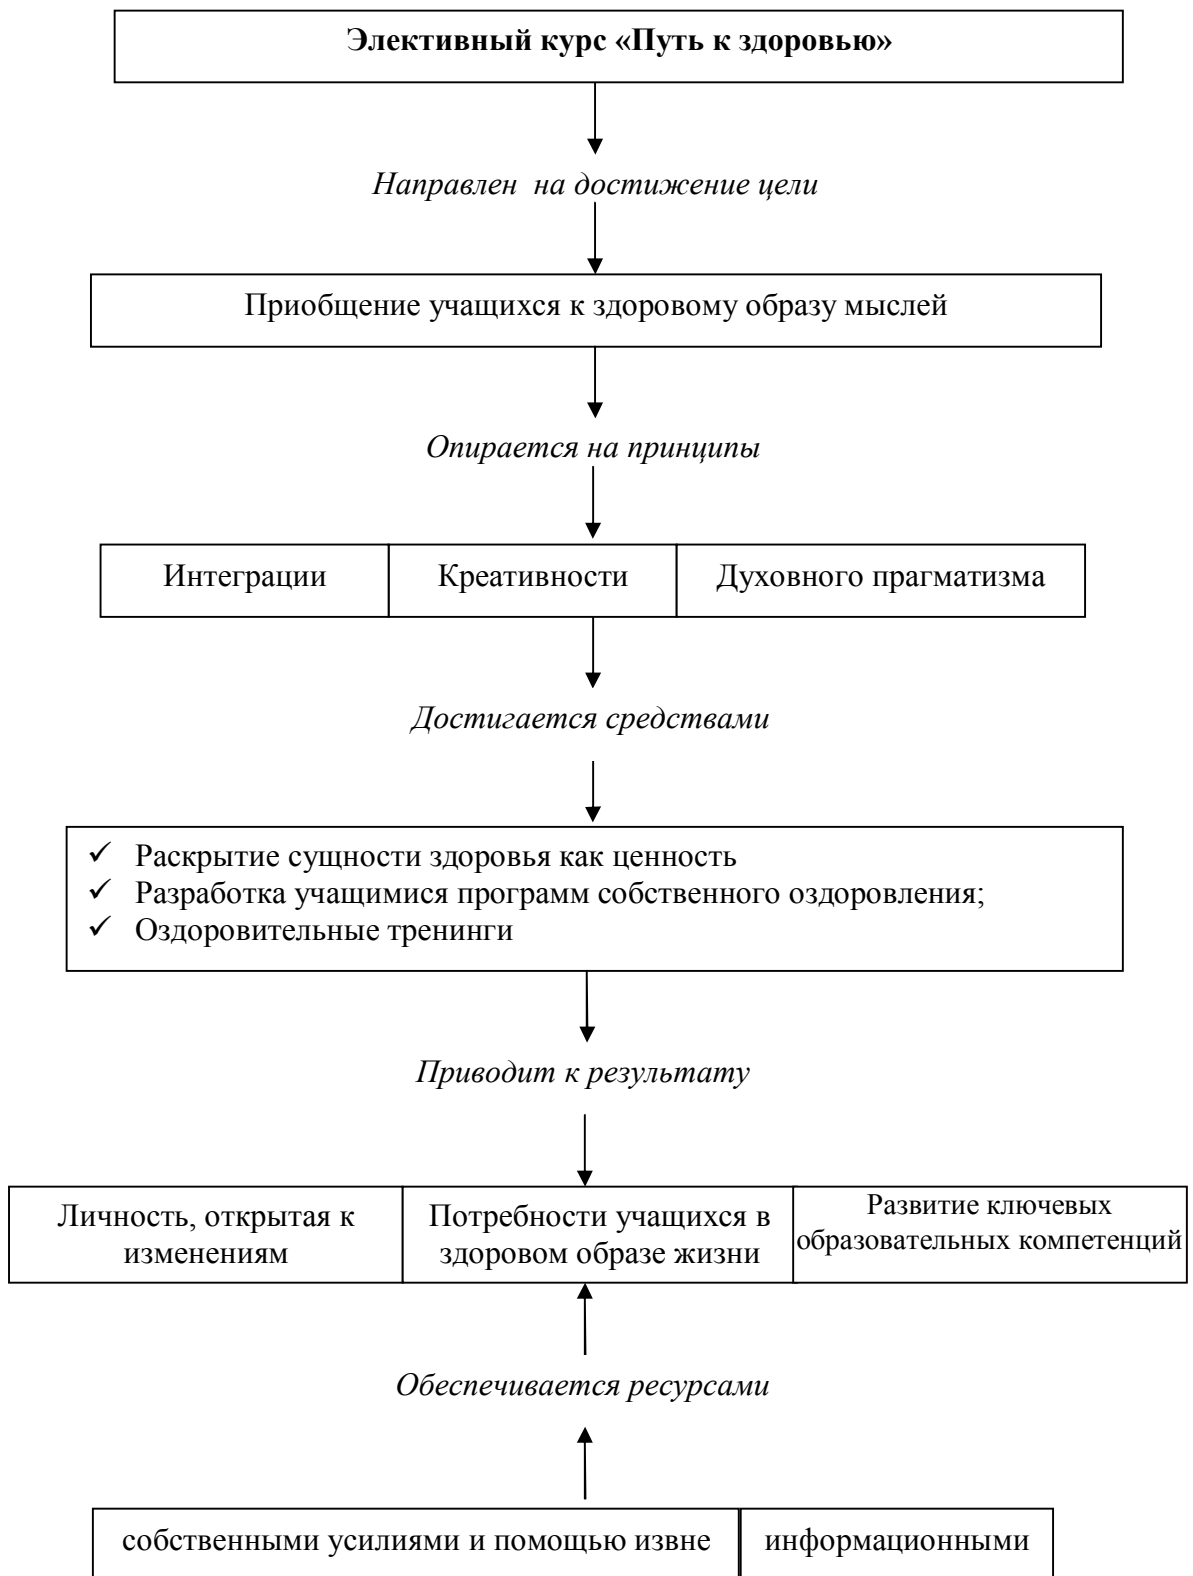 Элективный курс «Путь к здоровью»
Направлен на достижение цели
Приобщение учащихся к здоровому образу мыслей
Опирается на принципы
Интеграции Креативности Духовного прагматизма
Достигается средствами
✓ Раскрытие сущности здоровья как ценность
✓ Разработка учащимися программ собственного оздоровления;
✓ Оздоровительные тренинги
Приводит к результату
Личность, открытая к
изменениям
Потребности учащихся в
здоровом образе жизни
Развитие ключевых
образовательных компетенций
Обеспечивается ресурсами
собственными усилиями и помощью извне информационными